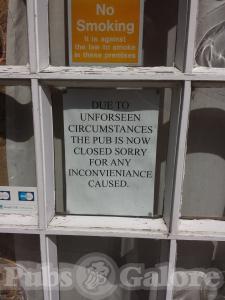 No
Smoking
It is against
the law to smoke
in these premises
DUE TO
UNFORSEEN
CIRCUMSTANCES
THE PUB IS NOW
CLOSED SORRY
FOR ANY
INCONVIENIANCE
CAUSED.
Pubs Galore